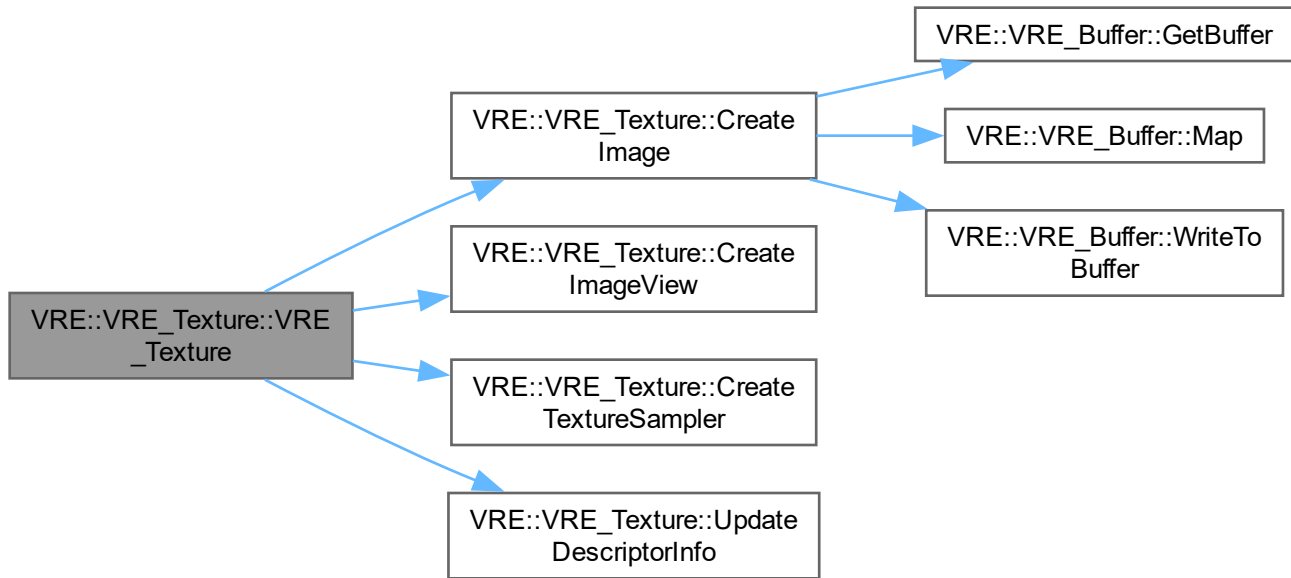 VRE::VRE_Texture::VRE
_Texture
VRE::VRE_Texture::Create
Image
VRE::VRE_Buffer::GetBuffer
VRE::VRE_Buffer::Map
VRE::VRE_Buffer::WriteTo
Buffer
VRE::VRE_Texture::Create
ImageView
VRE::VRE_Texture::Create
TextureSampler
VRE::VRE_Texture::Update
DescriptorInfo